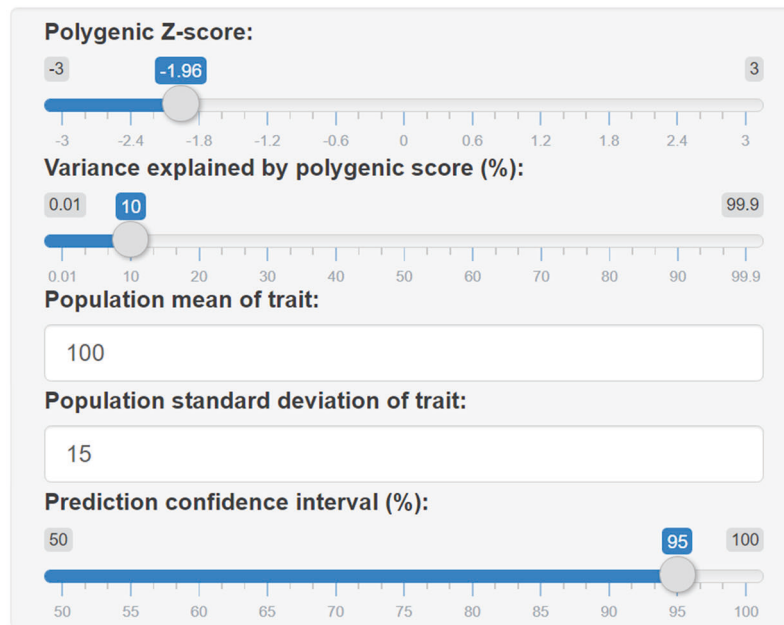 Polygenic Z-score:
-3 -1.96 3
-3 -2.4 -1.8 -1.2 -0.6 0 0.6 1.2 1.8 2.4 3
Variance explained by polygenic score (%):
0.01 10 99.9
0.01 10 20 30 40 50 60 70 80 90 99.9
Population mean of trait:
100
Population standard deviation of trait:
15
Prediction confidence interval (%):
50 95 100
50 55 60 65 70 75 80 85 90 95 100